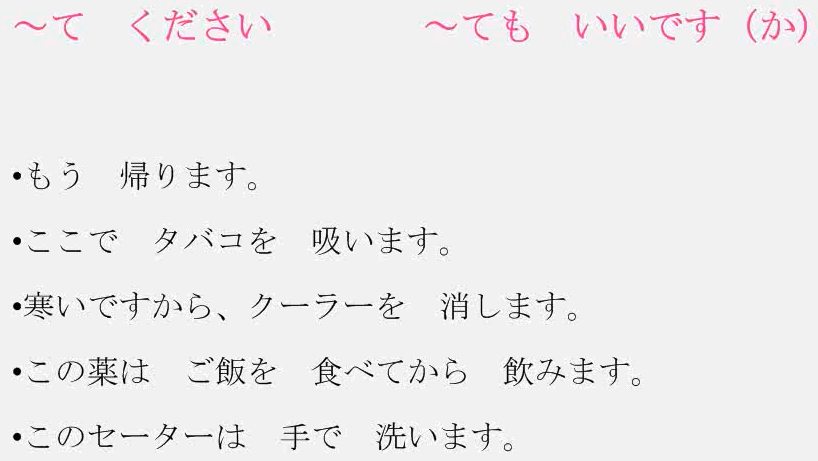 ～て　ください　　　　　～ても　いいです（か）
•もう　帰ります。
•ここで　タバコを　吸います。
•寒いですから、クーラーを　消します。
•この薬は　ご飯を　食べてから　飲みます。
•このセーターは　手で　洗います。